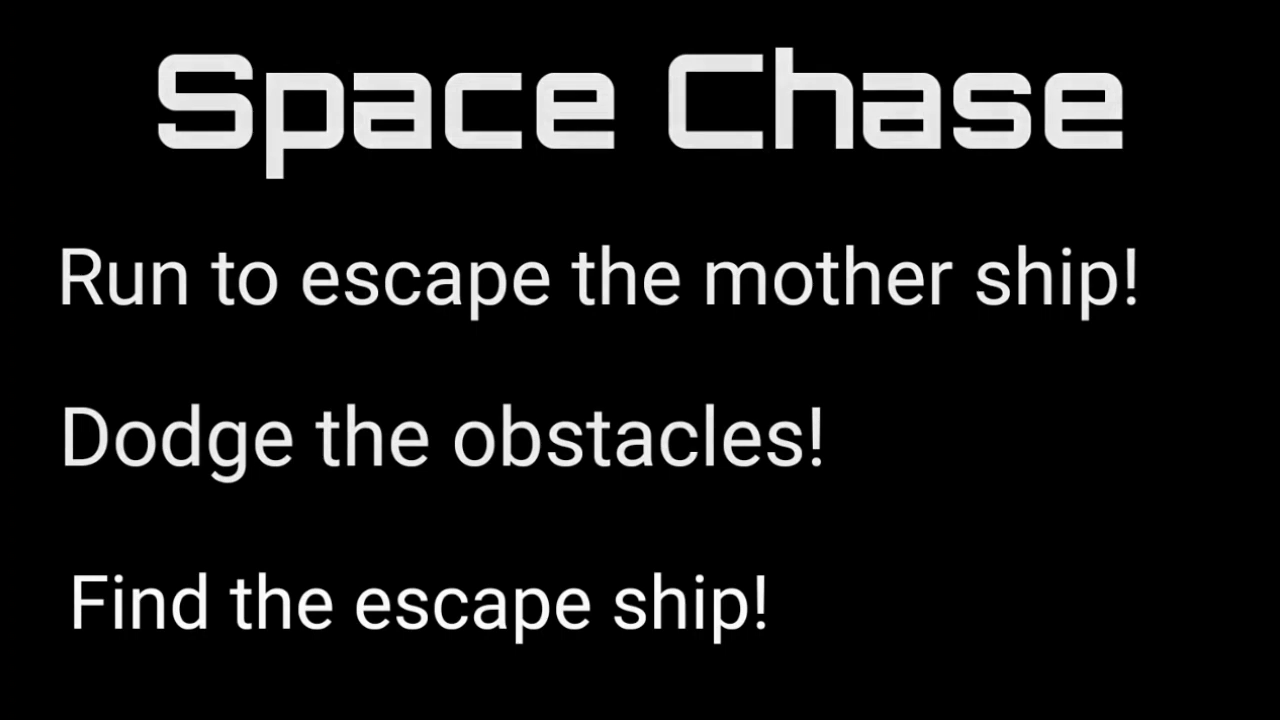 Space Chase
Run to escape the mother ship!
Dodge the obstacles!
Find the escape ship!